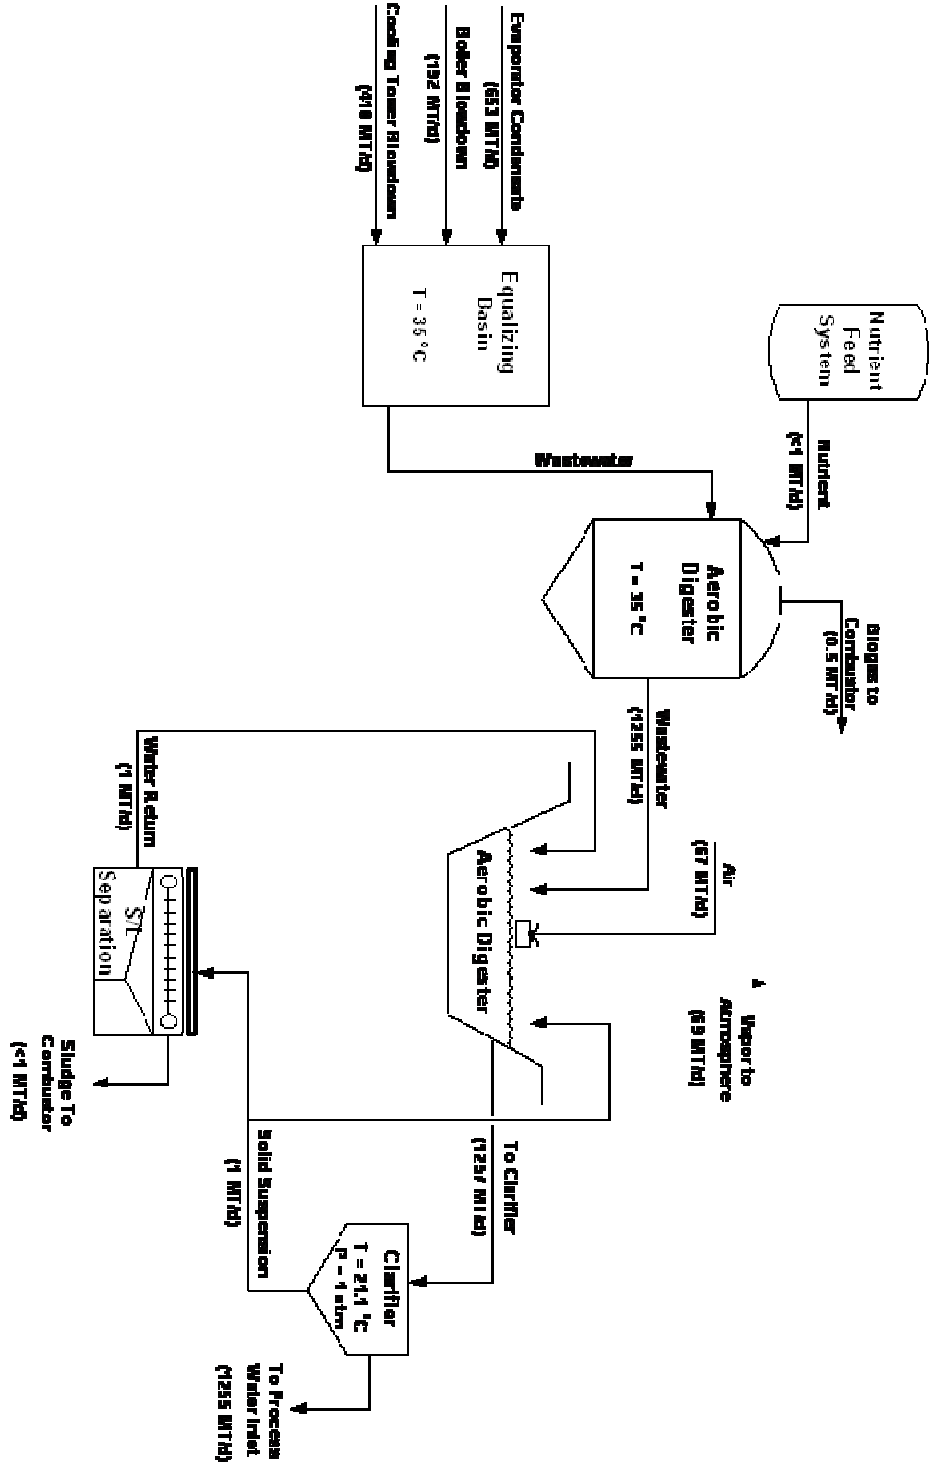 Evaporator Condensate
(653 MT/d)
Boiler Blowdown
(192 MT/d)
Cooling Tower Blowdown
(410 MT/d)
Equalizing
Basin
T = 35 °C
Nutrient
Feed
System
Nutrient
(<1 MT/d)
Wastewater
Aerobic
Digester
T = 35 °C
Biogas to
Combustor
(0.5 MT/d)
Wastewater
(1255 MT/d)
Air
(67 MT/d)
Vapor to
Atmosphere
(69 MT/d)
Aerobic Digester
Water Return
(1 MT/d)
S/L
Separation
Sludge To
Combustor
(<1 MT/d)
To Clarifier
(1257 MT/d)
Solid Suspension
(1 MT/d)
Clarifier
T = 21.1 °C
P = 1 atm
To Process
Water Inlet
(1255 MT/d)